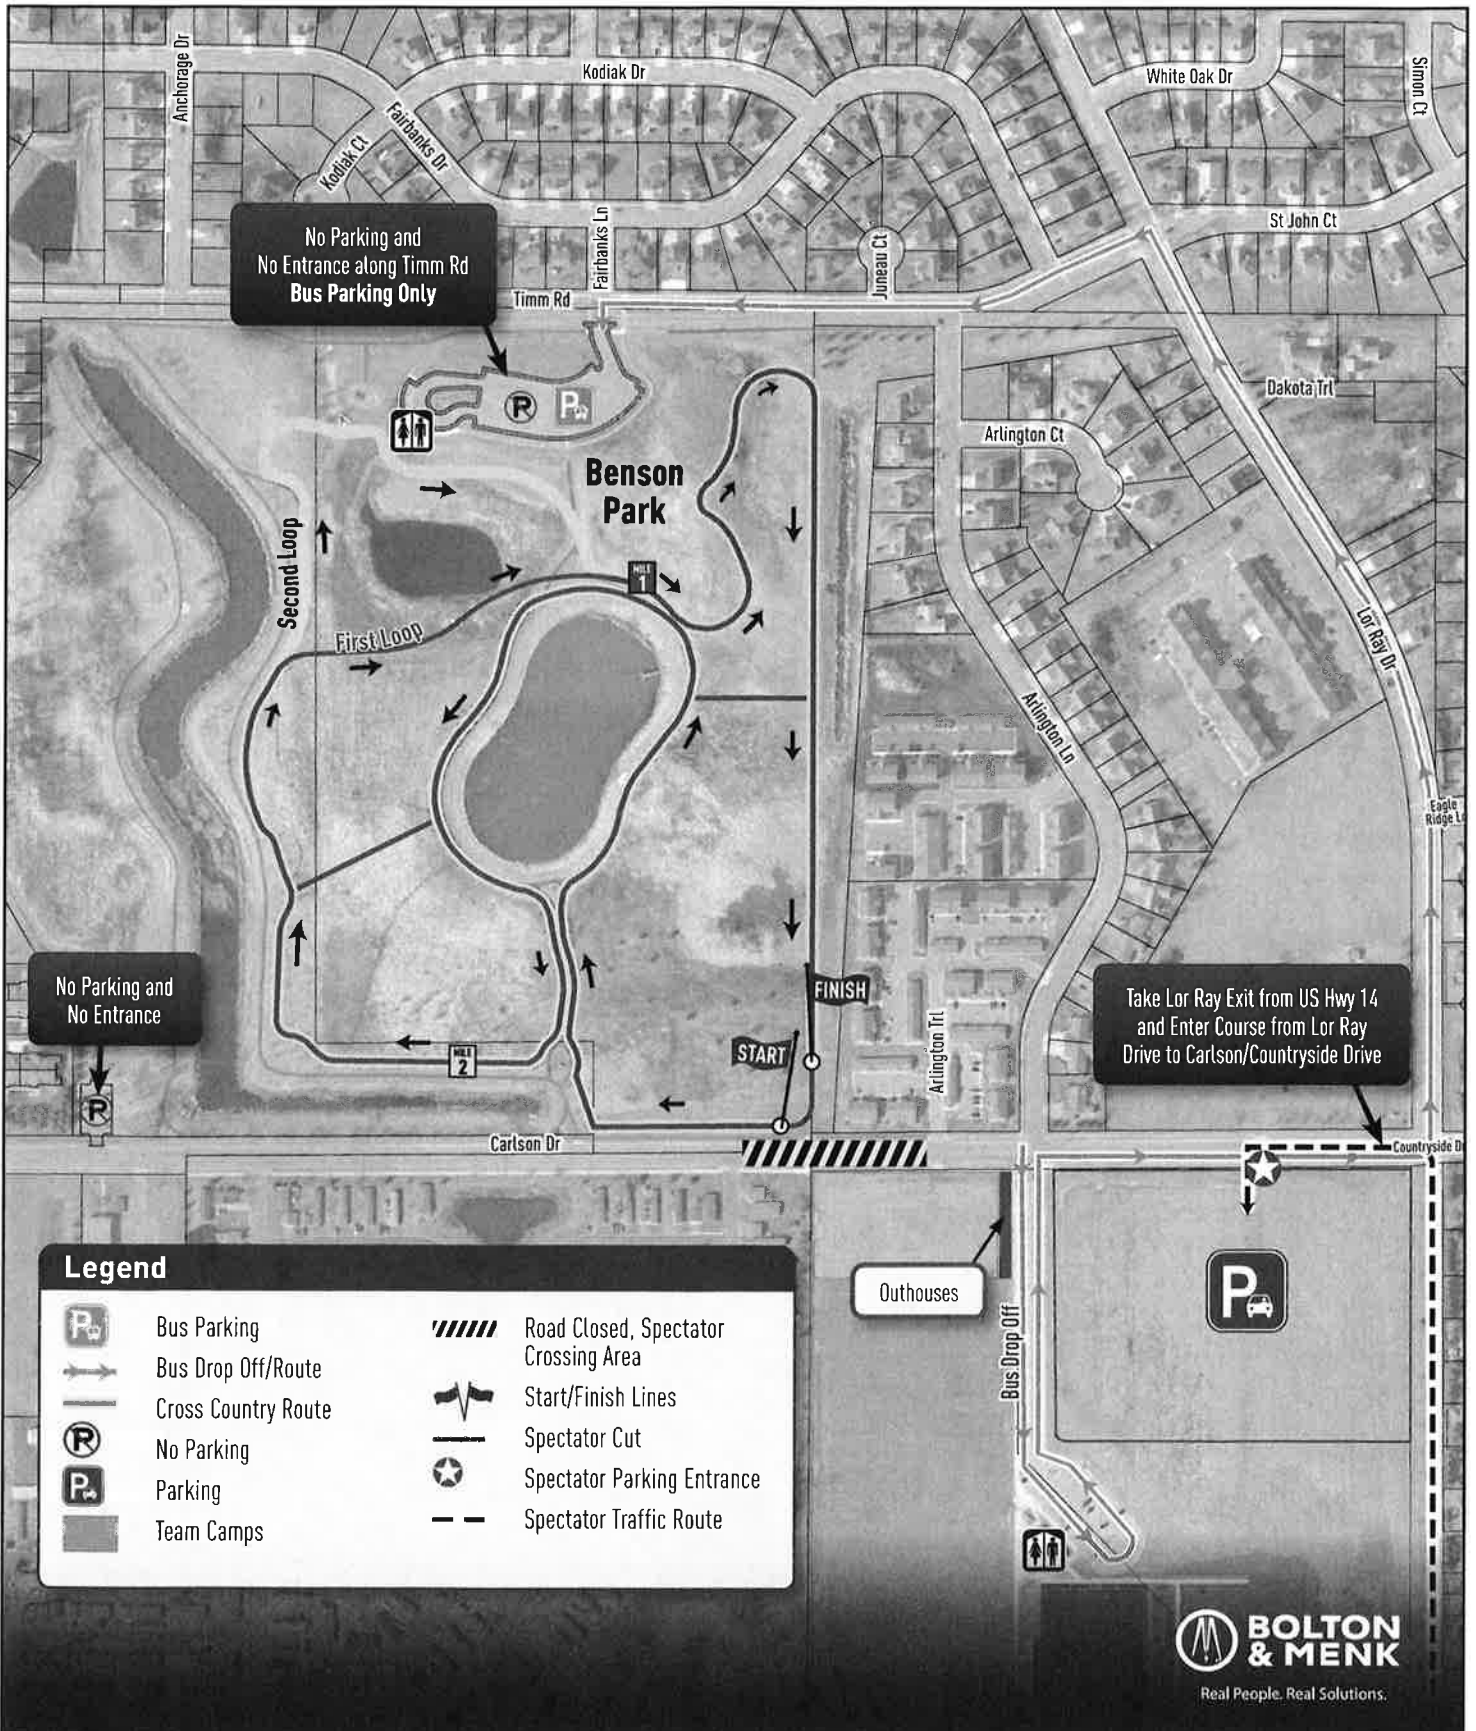 Anchorage Dr
Kodiak Dr
White Oak Dr
Simon Ct
Fairbanks Dr
Kodiak Ct
St John Ct
Fairbanks Ln
Juneau Ct
No Parking and
No Entrance along Timm Rd
Bus Parking Only
Timm Rd
Dakota Trl
P
P
Arlington Ct
Benson
Park
Second Loop
MILE
1
First Loop
Lor Ray Dr
Arlington Ln
Eagle
Ridge
No Parking and
No Entrance
P
FINISH
START
Arlington Trl
Take Lor Ray Exit from US Hwy 14
and Enter Course from Lor Ray
Drive to Carlson/Countryside Drive
MILE
2
Carlson Dr
Countryside D
Outhouses
P
Bus Drop Off
Legend
P
Bus Parking
Bus Drop Off/Route
Cross Country Route
P
No Parking
P
Parking
Team Camps
Road Closed, Spectator
Crossing Area
Start/Finish Lines
Spectator Cut
Spectator Parking Entrance
Spectator Traffic Route
BOLTON
& MENK
Real People. Real Solutions.